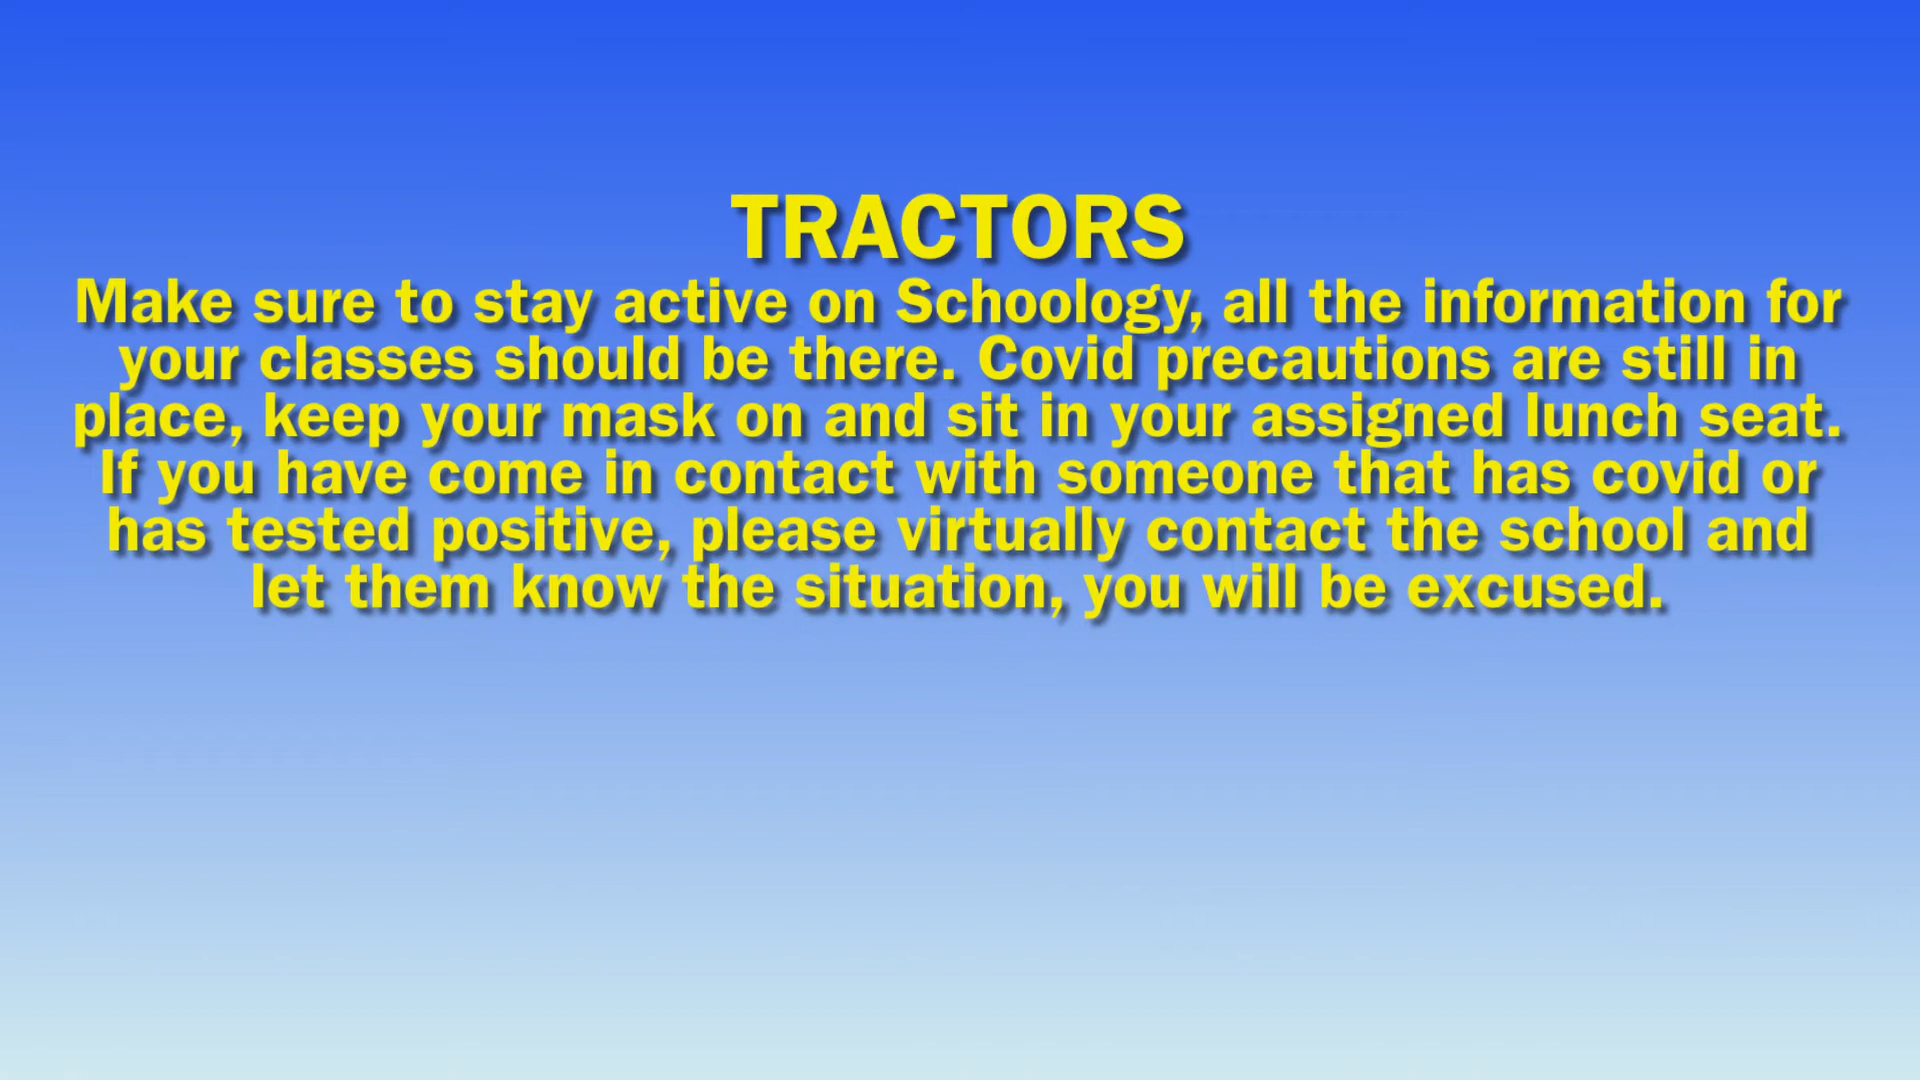 TRACTORS
Make sure to stay active on Schoology, all the information for
your classes should be there. Covid precautions are still in
place, keep your mask on and sit in your assigned lunch seat.
If you have come in contact with someone that has covid or
has tested positive, please virtually contact the school and
let them know the situation, you will be excused.